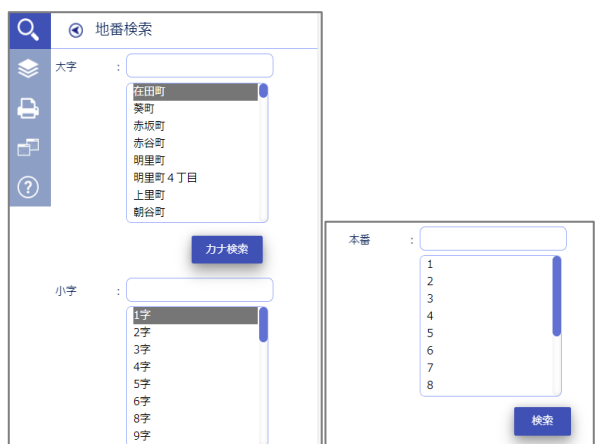 地番検索
大字 :
在田町
葵町
赤坂町
赤谷町
明里町
明里町４丁目
上里町
朝谷町
カナ検索
小字 :
1字
2字
3字
4字
5字
6字
8字
9字
本番 :
1
2
3
4
5
6
7
8
検索